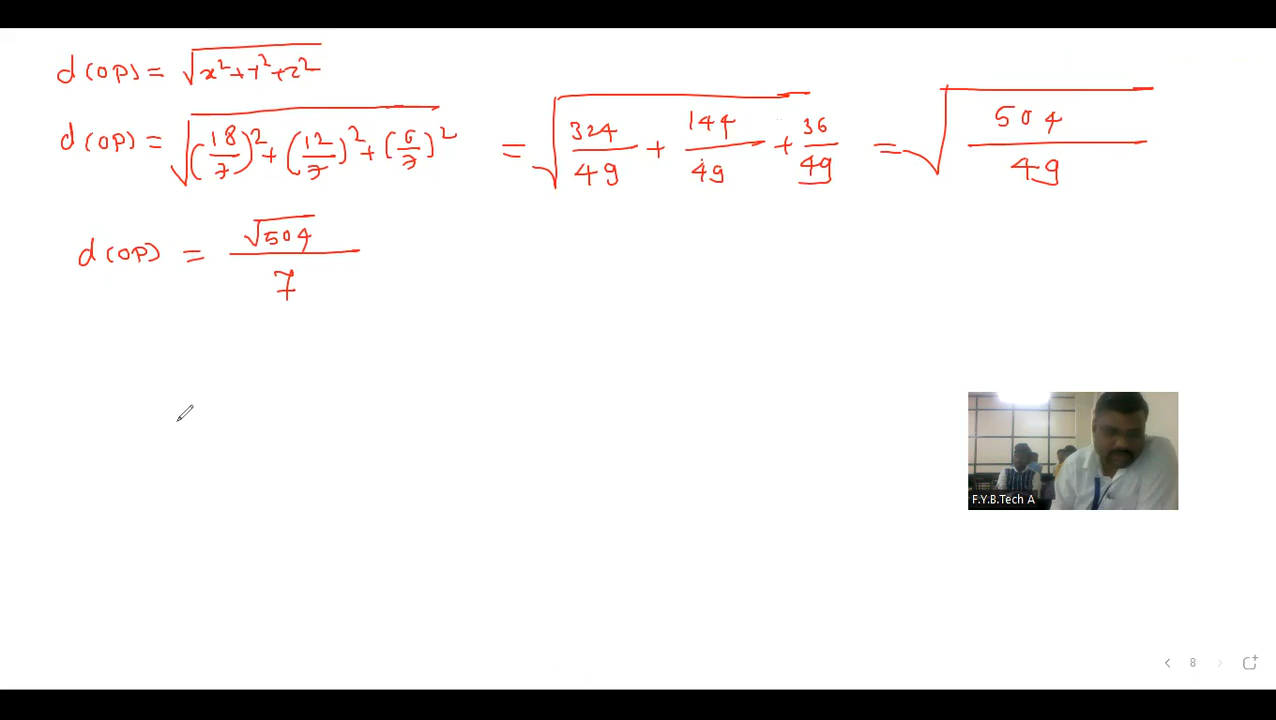 d(OP) = √x²+y²+z²
d(OP) = √(18/7)²+(12/7)²+(6/7)² = √324/49 + 144/49 + 36/49 = √504/49
d(OP) = √504/7
F.Y.B.Tech A
8